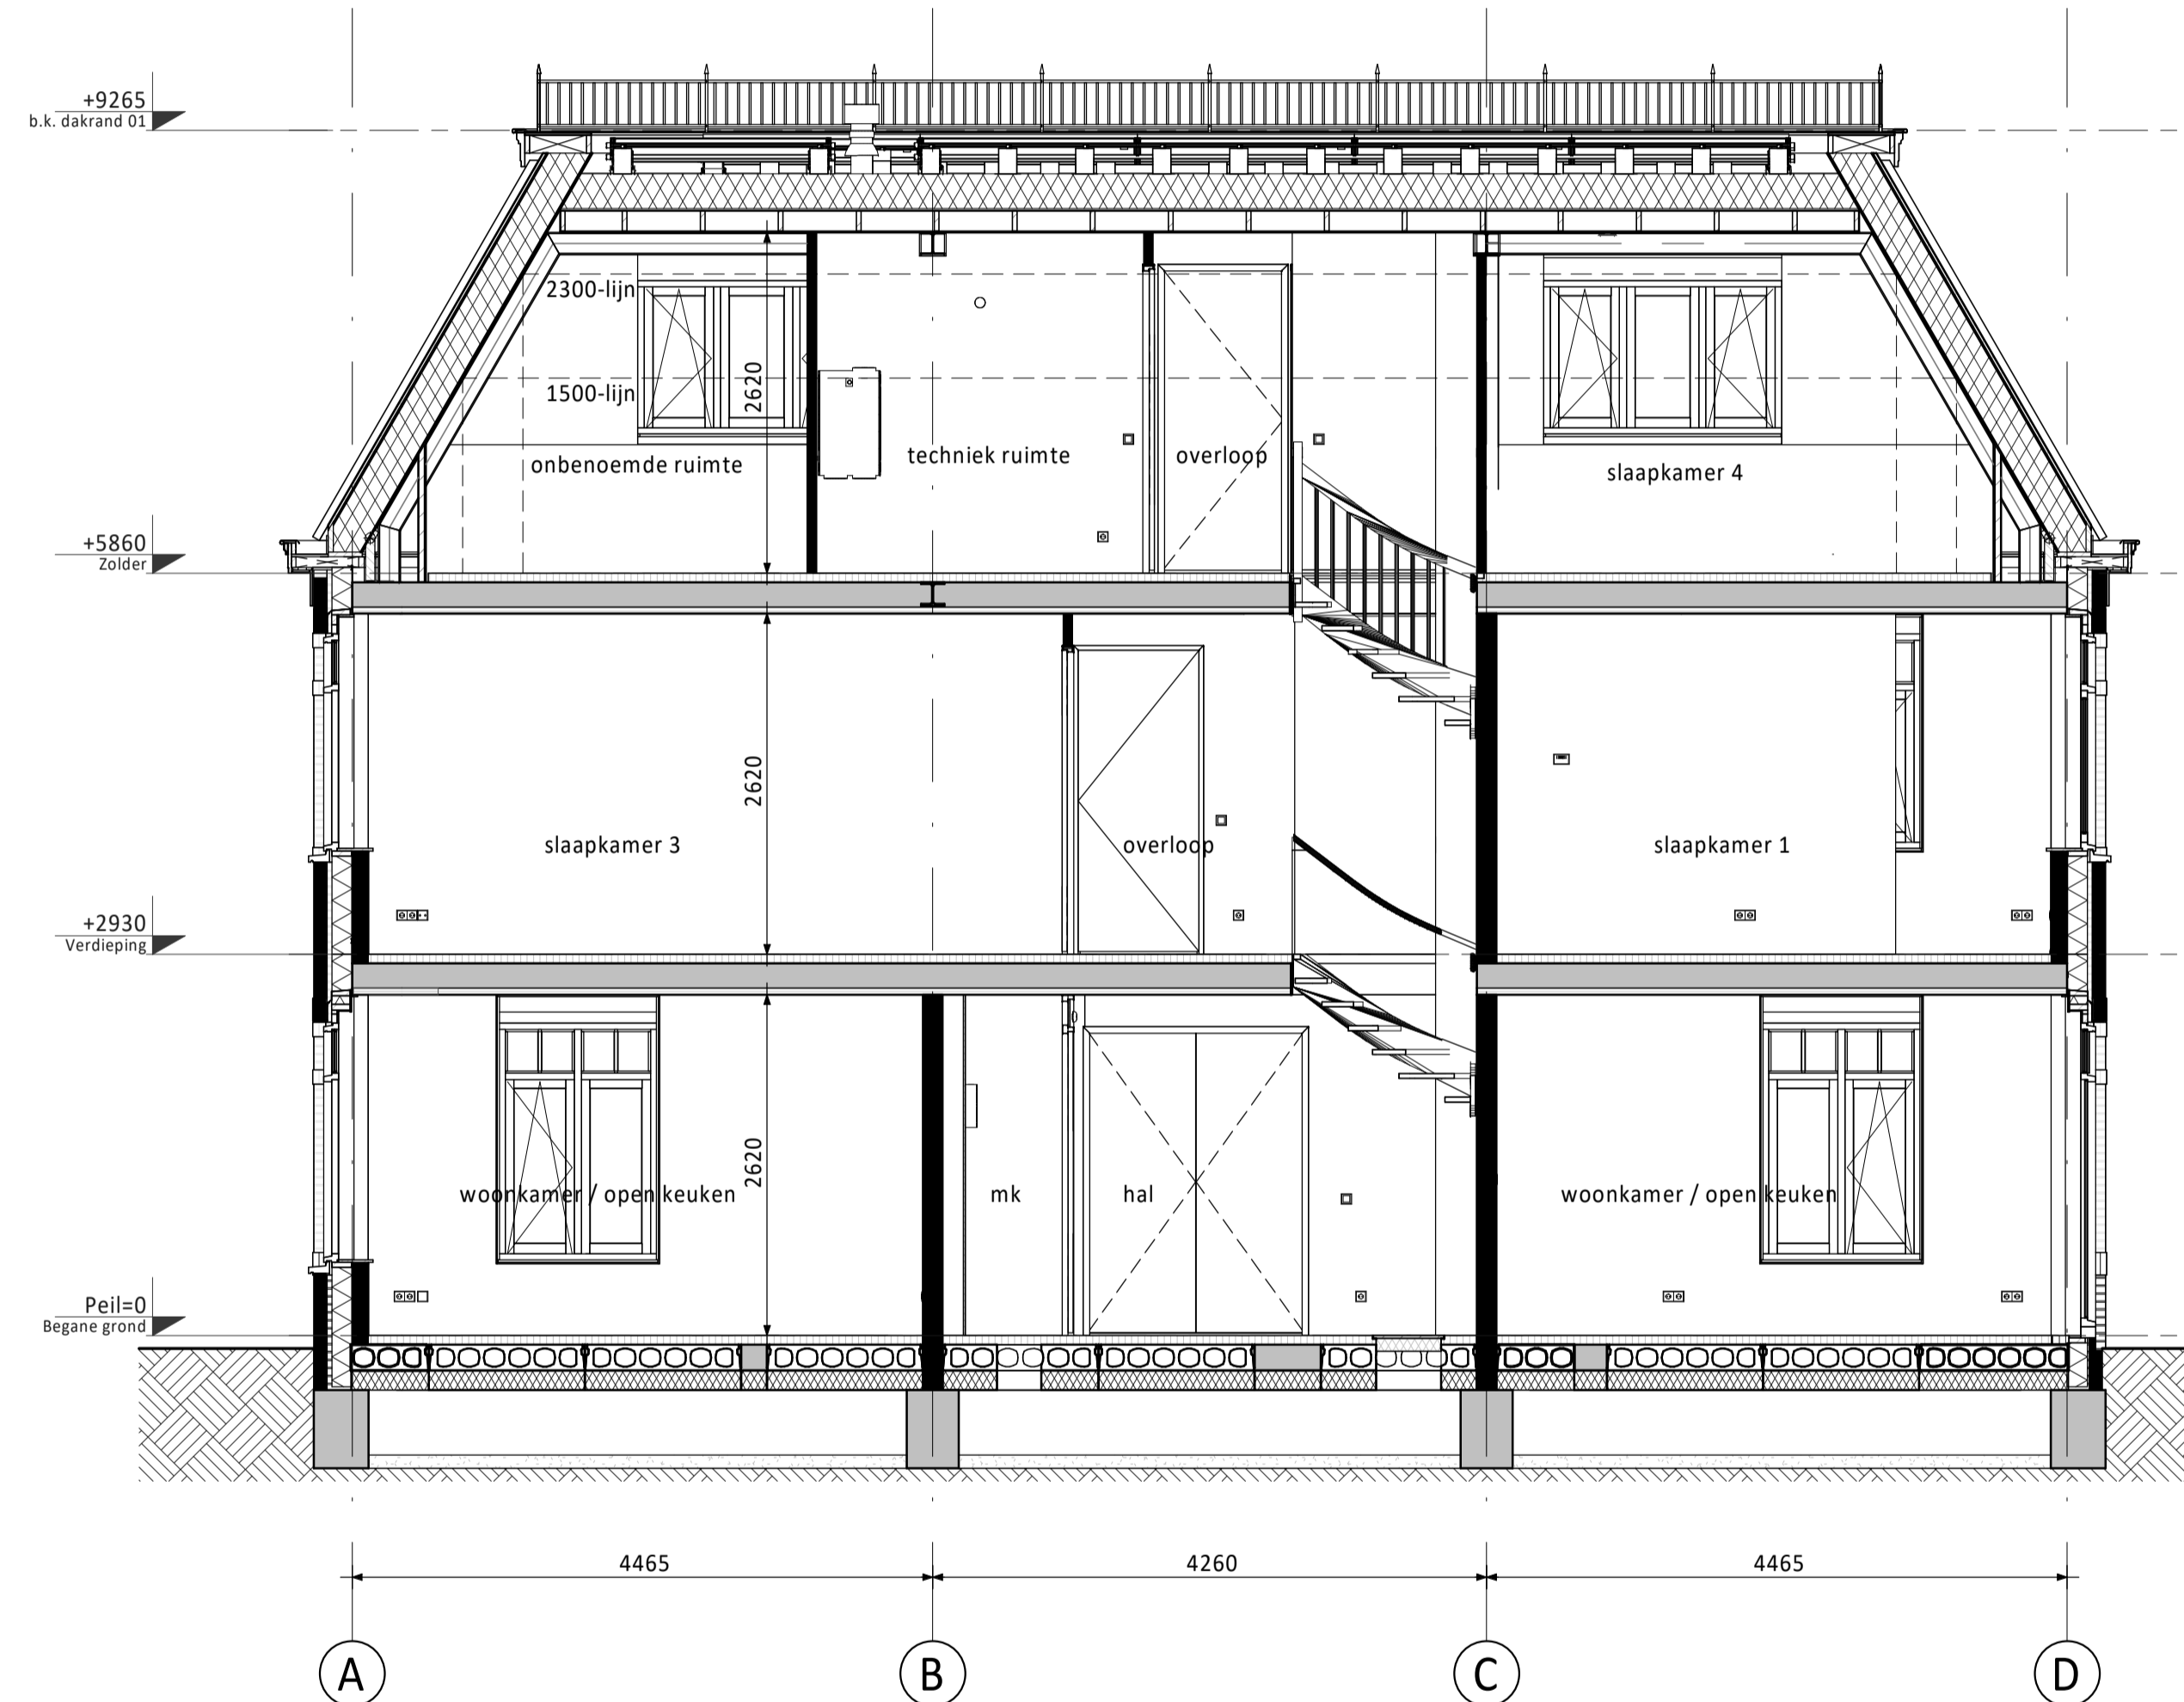 +9265
b.k. dakrand 01
2300-lijn
1500-lijn
2620
onbenoemde ruimte
techniek ruimte
overloop
slaapkamer 4
+5860
Zolder
2620
slaapkamer 3
overloop
slaapkamer 1
+2930
Verdieping
2620
woonkamer / open keuken
mk
hal
woonkamer / open keuken
Peil=0
Begane grond
4465
4260
4465
A
B
C
D